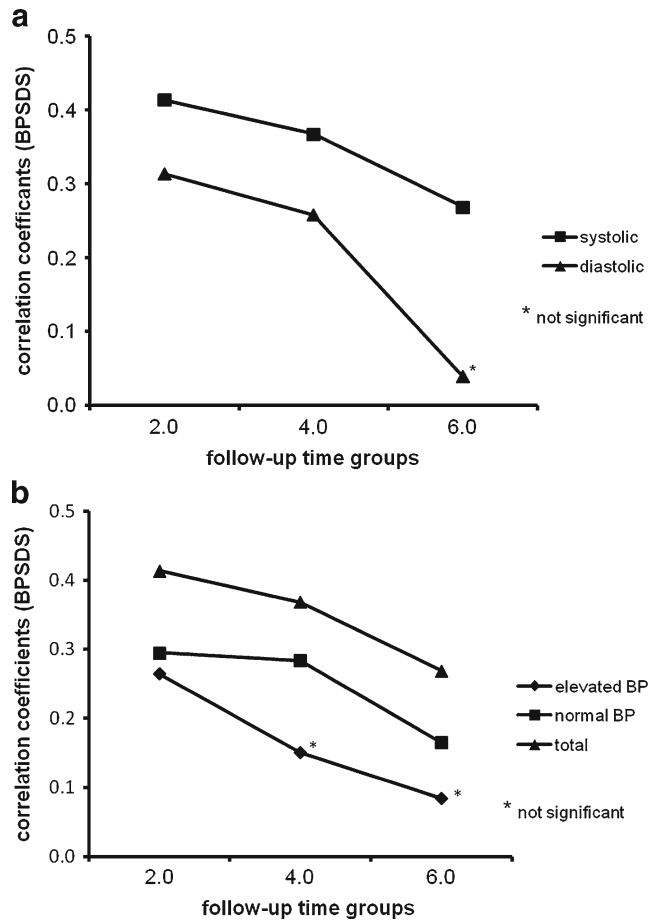 a
correlation coefficants (BPSDS)
0.5
0.4
0.3
0.2
0.1
0.0
*
2.0 4.0 6.0
follow-up time groups
systolic
diastolic
* not significant
b
correlation coefficients (BPSDS)
0.5
0.4
0.3
0.2
0.1
0.0
*
*
2.0 4.0 6.0
follow-up time groups
elevated BP
normal BP
total
* not significant